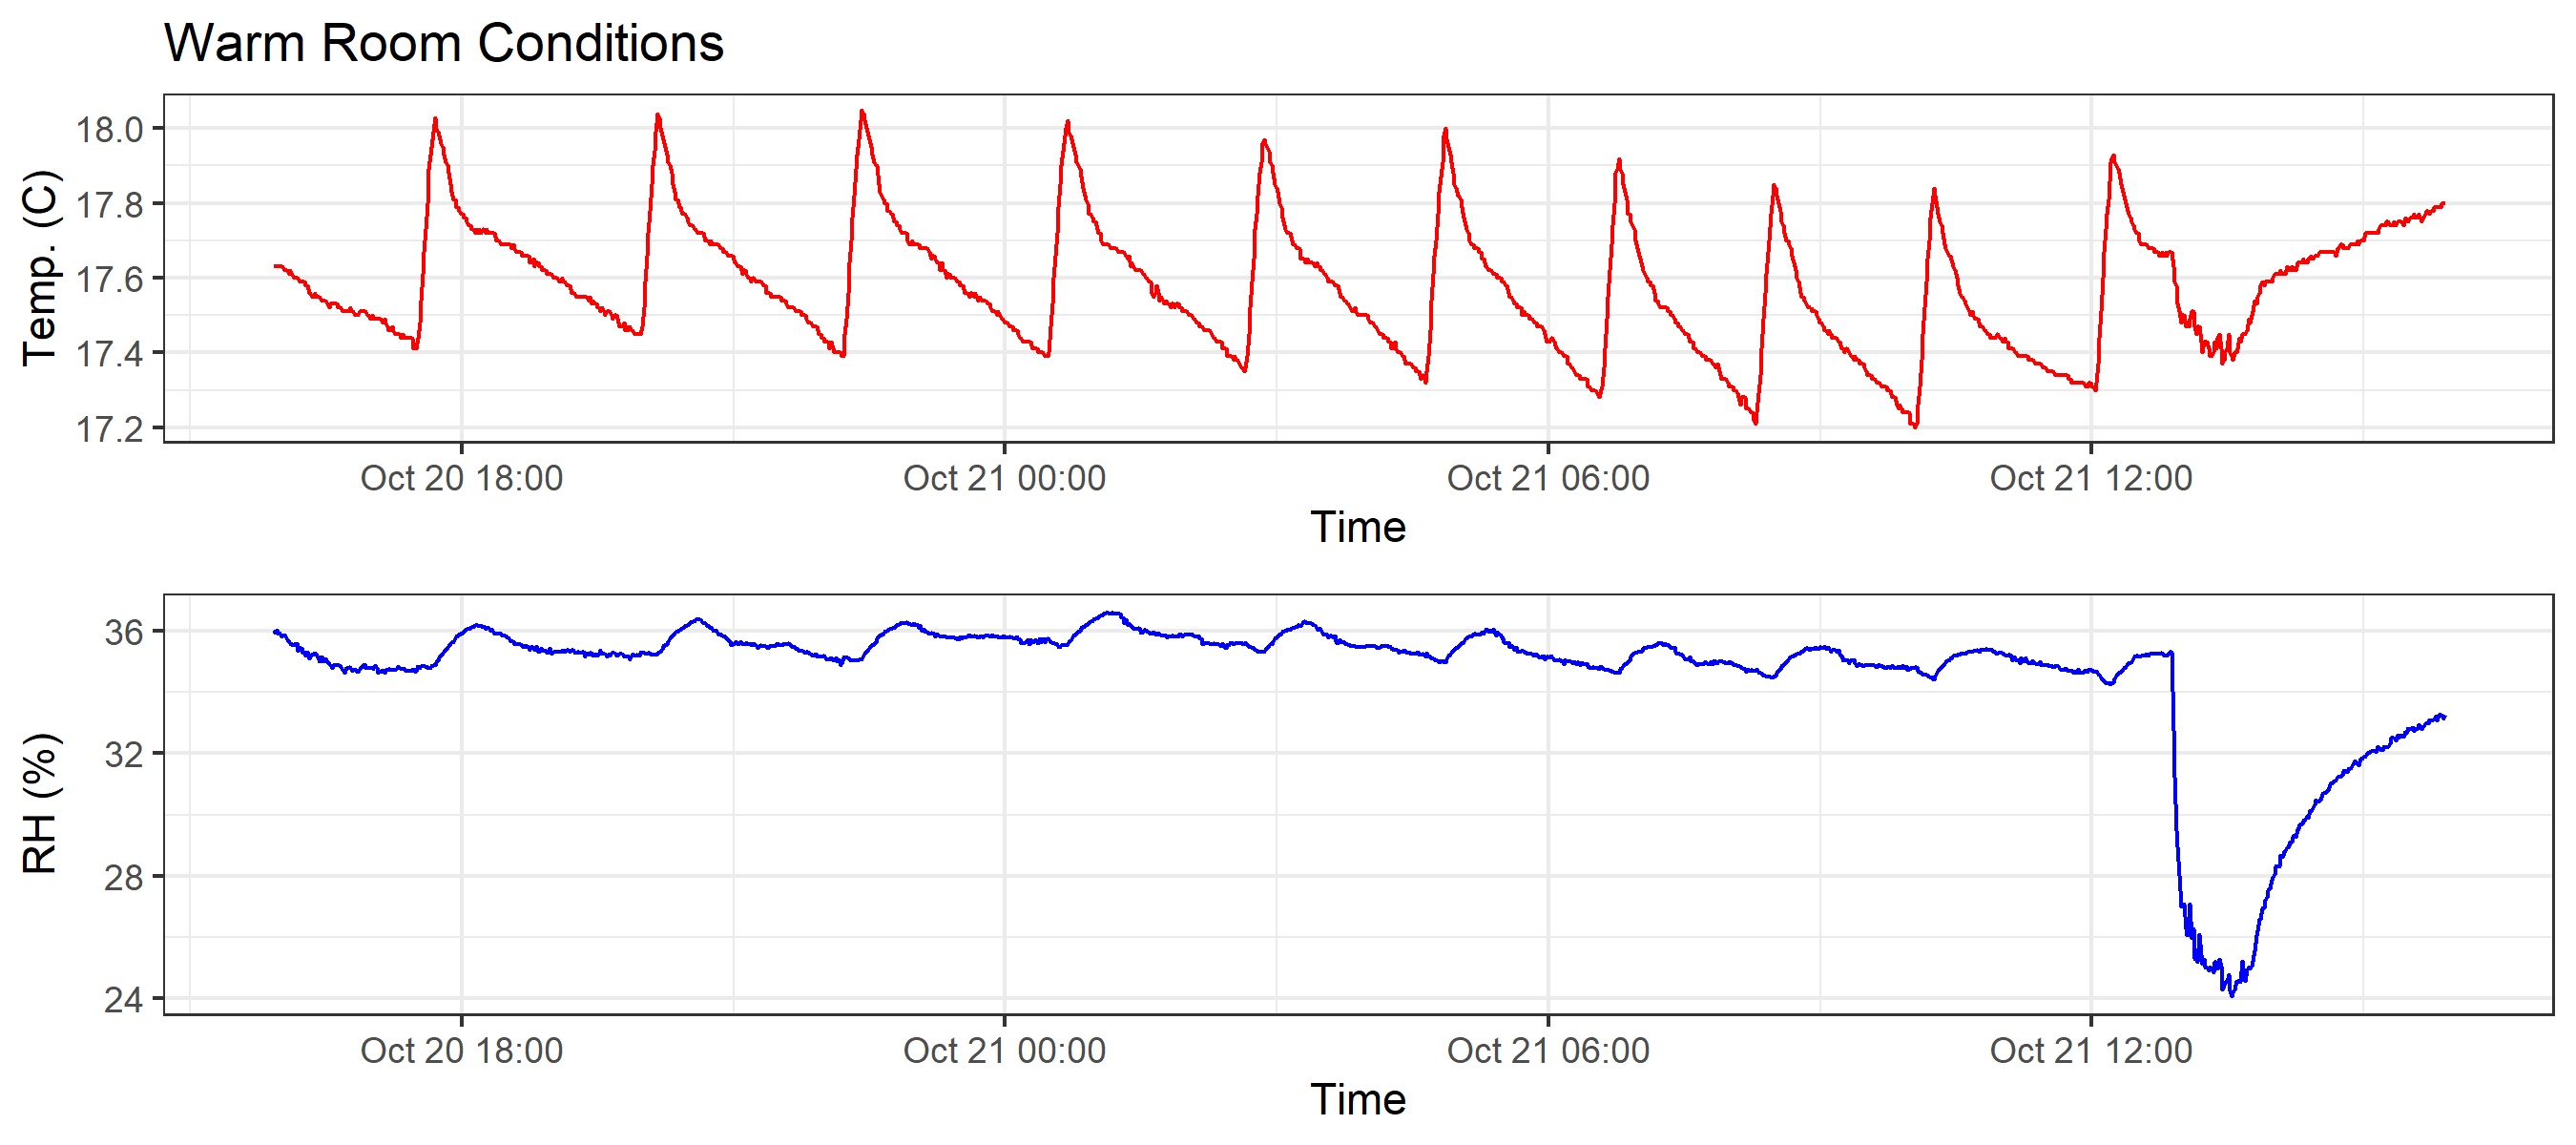 Warm Room Conditions
Temp. (C)
18.0
17.8
17.6
17.4
17.2
Oct 20 18:00 Oct 21 00:00 Oct 21 06:00 Oct 21 12:00
Time
RH (%)
36
32
28
24
Oct 20 18:00 Oct 21 00:00 Oct 21 06:00 Oct 21 12:00
Time